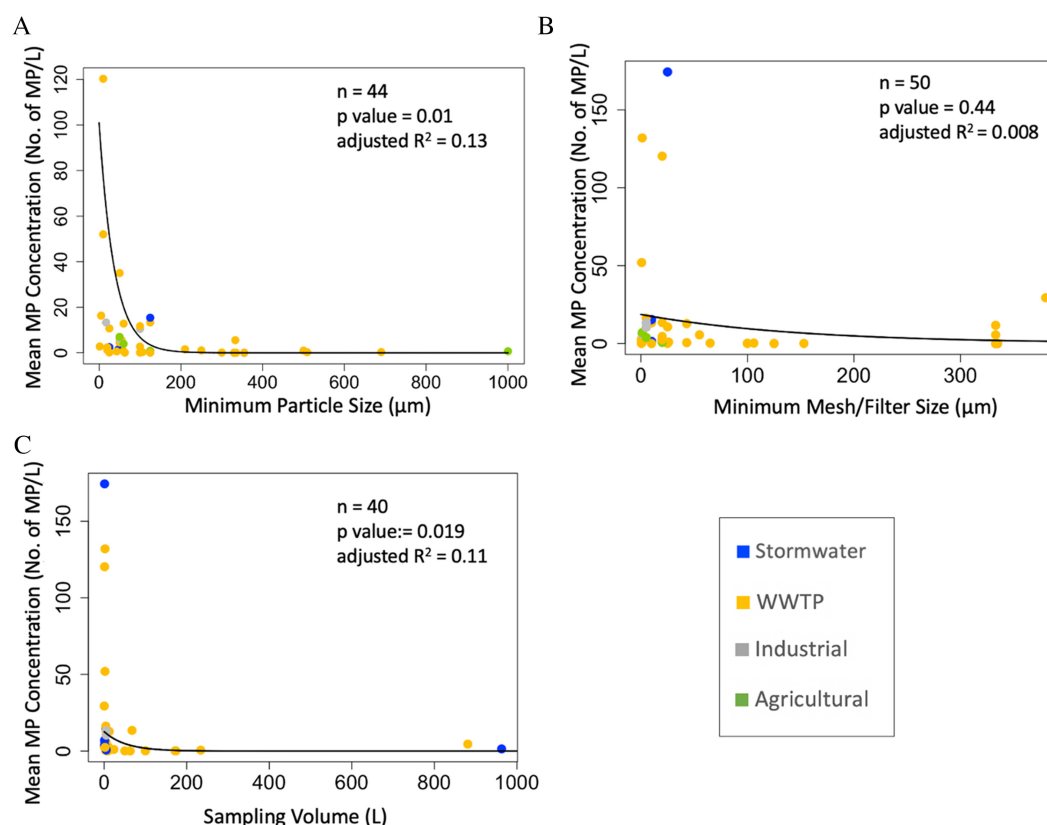 A
Mean MP Concentration (No. of MP/L)
120
100
80
60
40
20
0
n = 44
p value = 0.01
adjusted R² = 0.13
0 200 400 600 800 1000
Minimum Particle Size (µm)
B
Mean MP Concentration (No. of MP/L)
150
100
50
0
n = 50
p value = 0.44
adjusted R² = 0.008
0 100 200 300
Minimum Mesh/Filter Size (µm)
C
Mean MP Concentration (No. of MP/L)
150
100
50
0
n = 40
p value:= 0.019
adjusted R² = 0.11
0 200 400 600 800 1000
Sampling Volume (L)
Stormwater
WWTP
Industrial
Agricultural